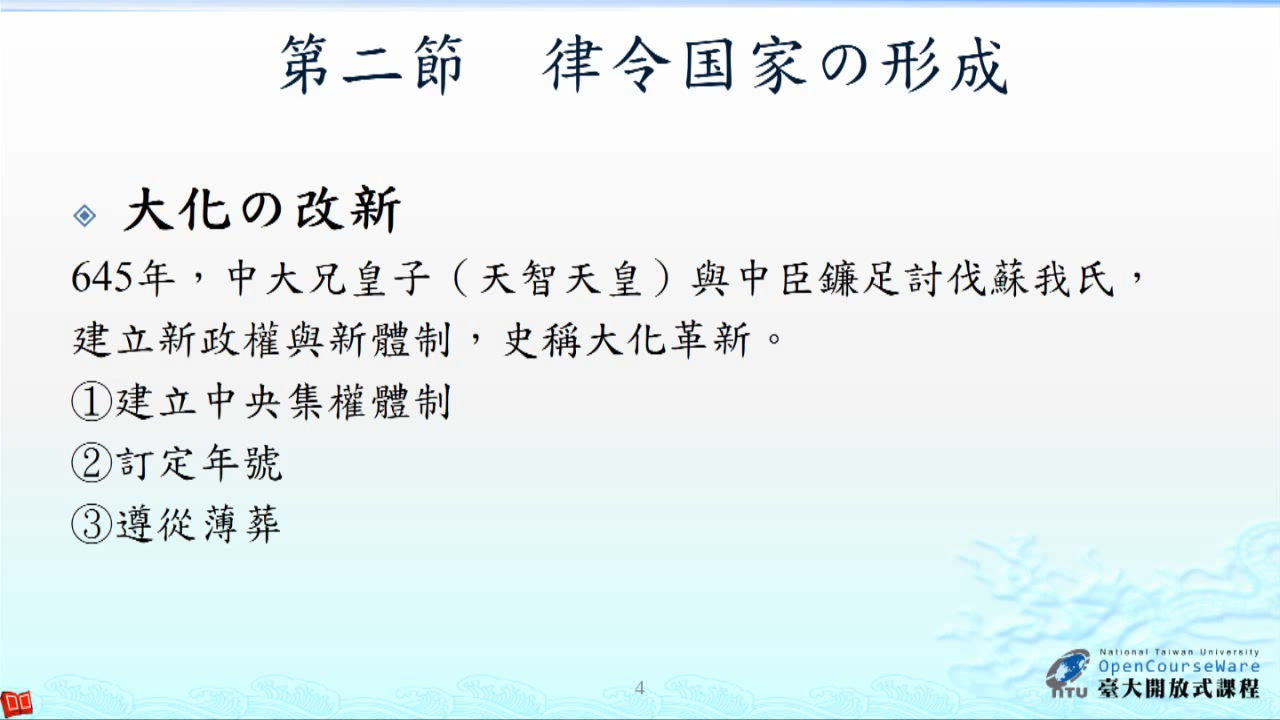 第二節　律令国家の形成
大化の改新
645年，中大兄皇子（天智天皇）與中臣鐮足討伐蘇我氏，
建立新政權與新體制，史稱大化革新。
①建立中央集權體制
②訂定年號
③遵從薄葬
4
National Taiwan University
OpenCourseWare
NTU 臺大開放式課程